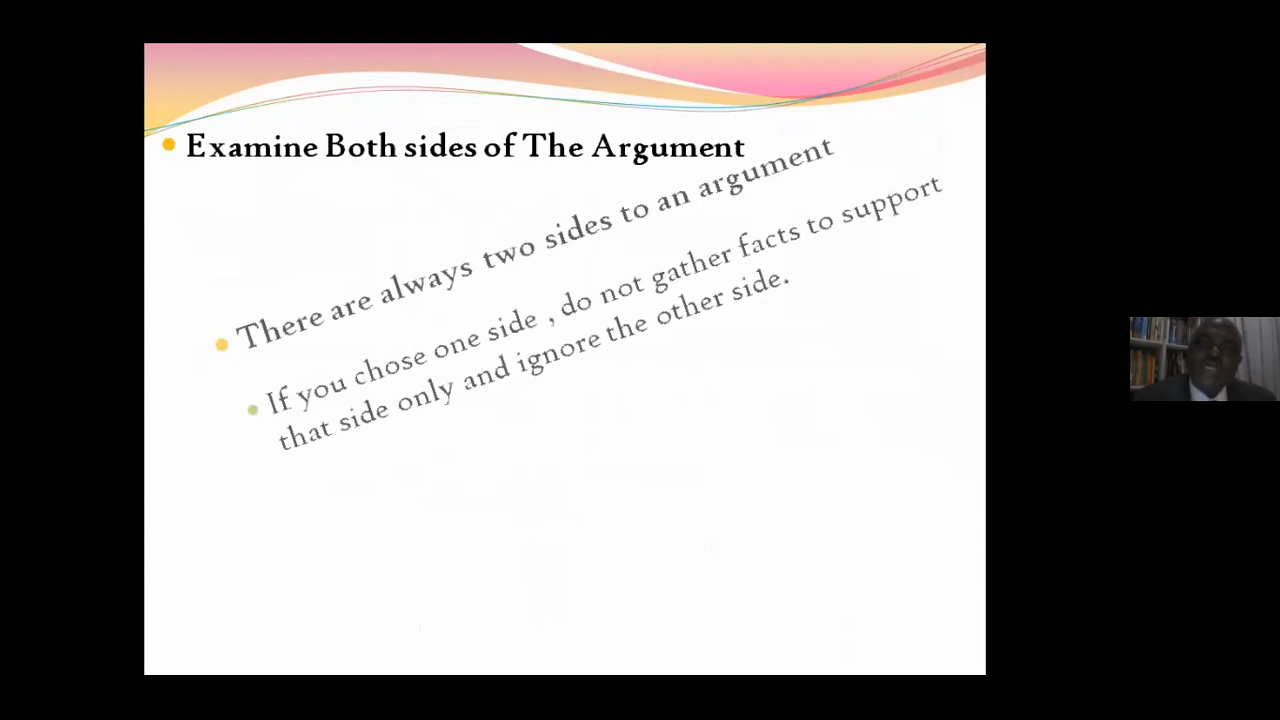 Examine Both sides of The Argument
There are always two sides to an argument
If you chose one side , do not gather facts to support
that side only and ignore the other side.